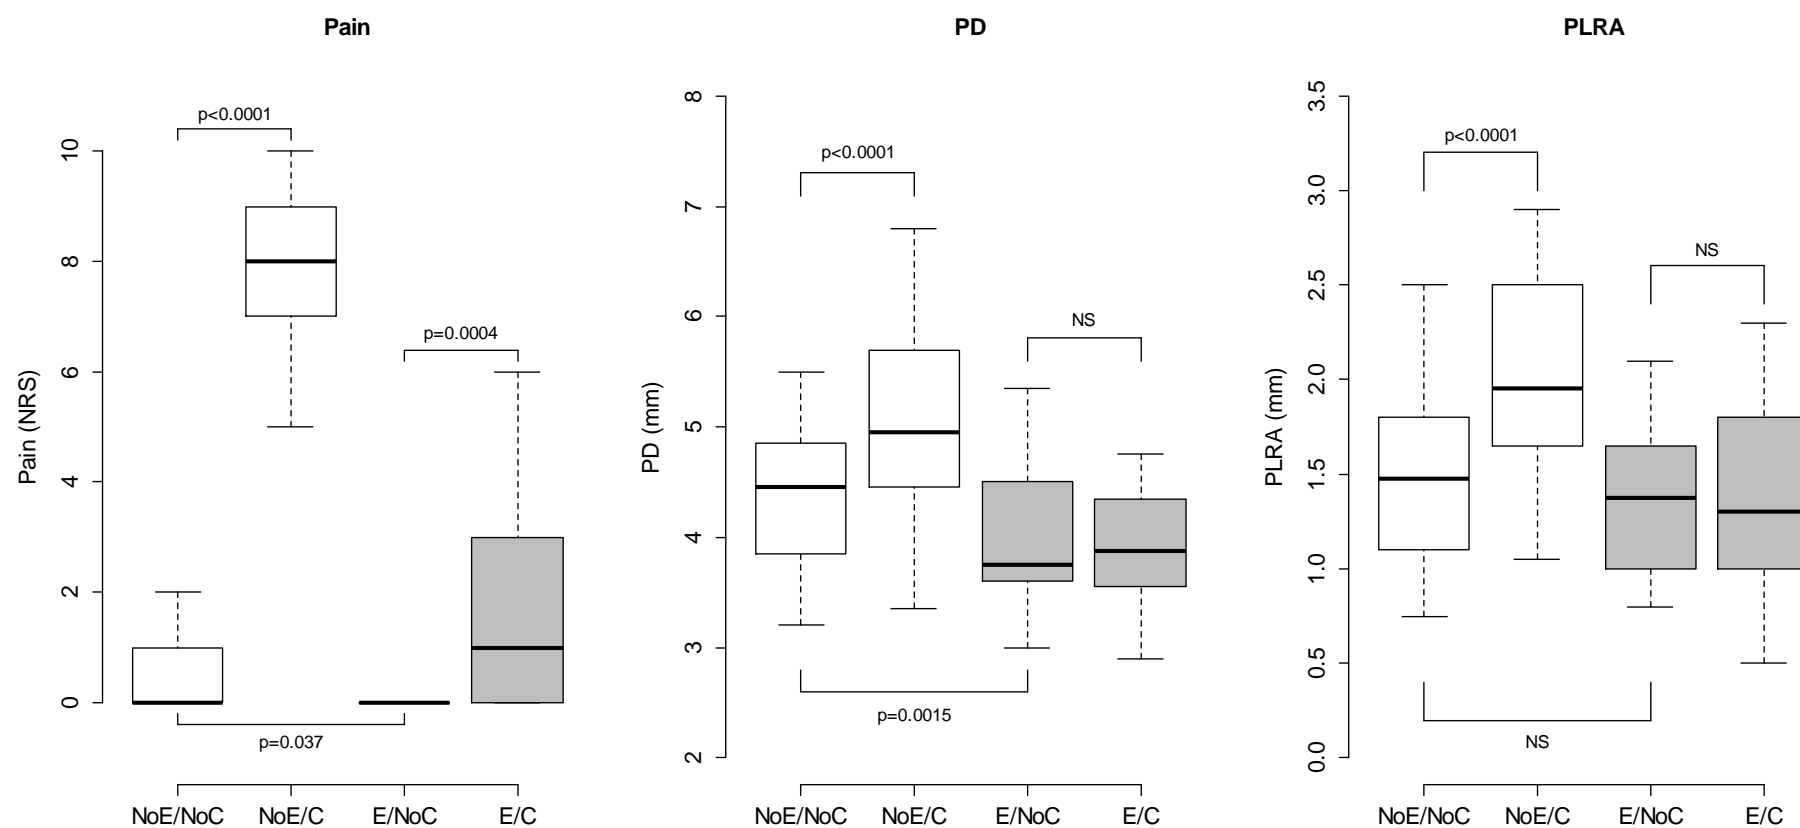 Pain
p<0.0001
p=0.0004
p=0.037
Pain (NRS)
10
8
6
4
2
0
NoE/NoC
NoE/C
E/NoC
E/C
PD
p<0.0001
NS
p=0.0015
PD (mm)
8
7
6
5
4
3
2
NoE/NoC
NoE/C
E/NoC
E/C
PLRA
p<0.0001
NS
NS
PLRA (mm)
3.5
3.0
2.5
2.0
1.5
1.0
0.5
0.0
NoE/NoC
NoE/C
E/NoC
E/C